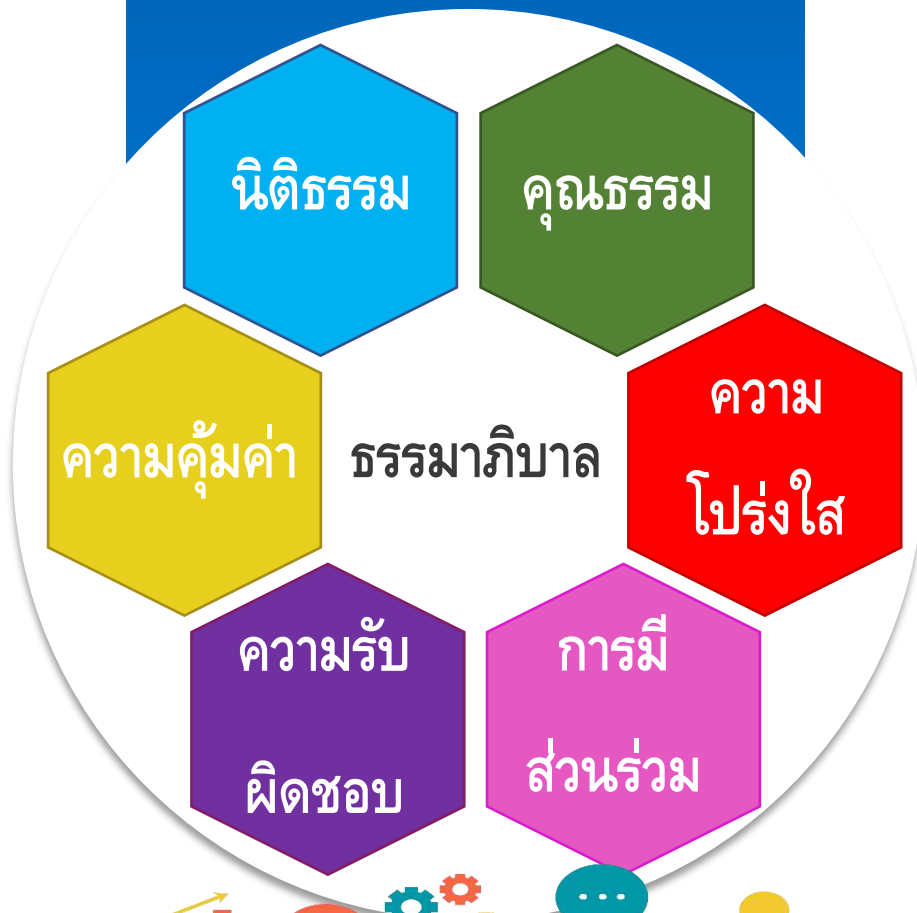 นิติธรรม
คุณธรรม
ความ
โปร่งใส
ความคุ้มค่า
ธรรมาภิบาล
ความรับ
ผิดชอบ
การมี
ส่วนร่วม